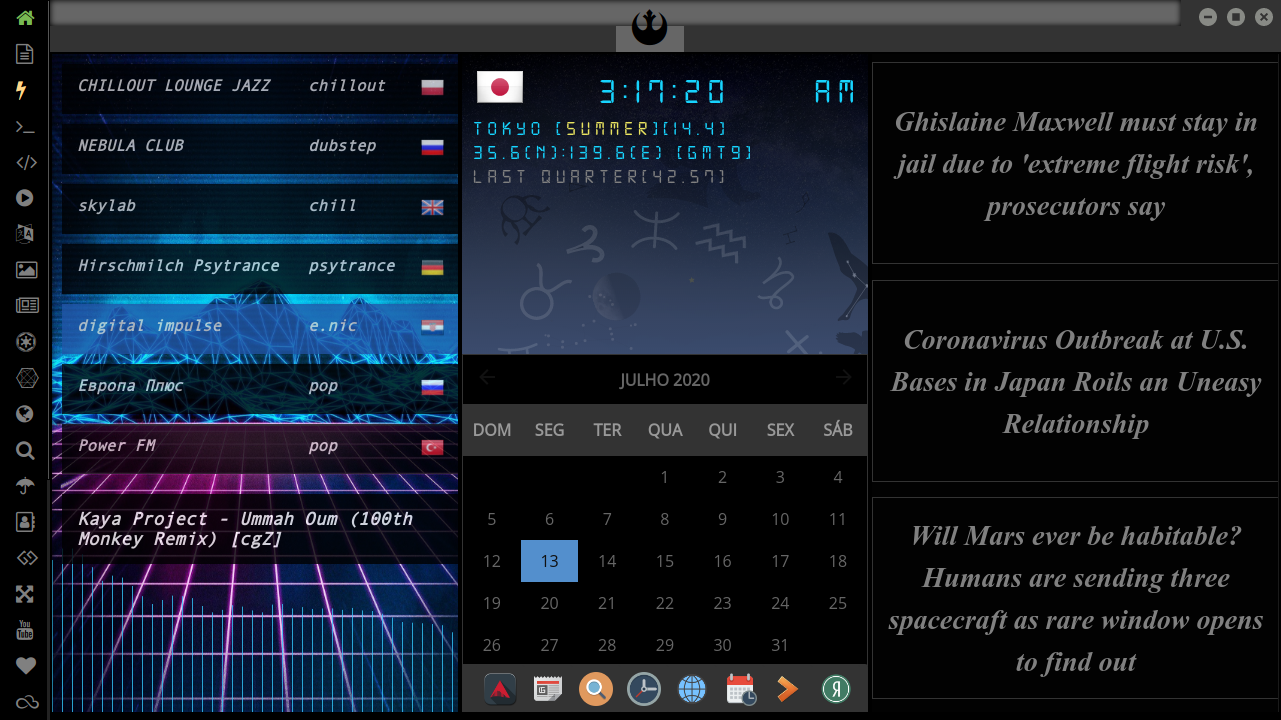 CHILLOUT LOUNGE JAZZ chillout
NEBULA CLUB dubstep
skylab chill
Hirschmilch Psytrance psytrance
digital impulse e.nic
Европа Плюс pop
Power FM pop
Kaya Project - Ummah Oum (100th
Monkey Remix) [cgZ]
3:17:20 AM
TOKYO [SUMMER][14.4]
35.6(N):139.6(E) [GMT9]
LAST QUARTER(42.57)
JULHO 2020
DOM SEG TER QUA QUI SEX SÁB
1 2 3 4
5 6 7 8 9 10 11
12 13 14 15 16 17 18
19 20 21 22 23 24 25
26 27 28 29 30 31
Ghislaine Maxwell must stay in
jail due to 'extreme flight risk',
prosecutors say
Coronavirus Outbreak at U.S.
Bases in Japan Roils an Uneasy
Relationship
Will Mars ever be habitable?
Humans are sending three
spacecraft as rare window opens
to find out
You
Tube